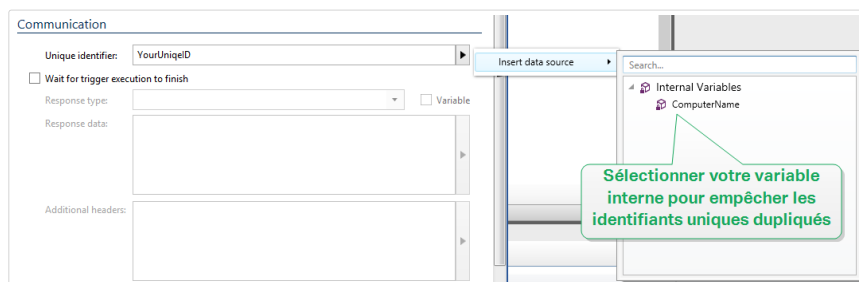 Communication
Unique identifier: YourUniqeID
Insert data source
Search...
Wait for trigger execution to finish
Internal Variables
Response type:
Variable
ComputerName
Response data:
Sélectionner votre variable
interne pour empêcher les
identifiants uniques dupliqués
Additional headers: